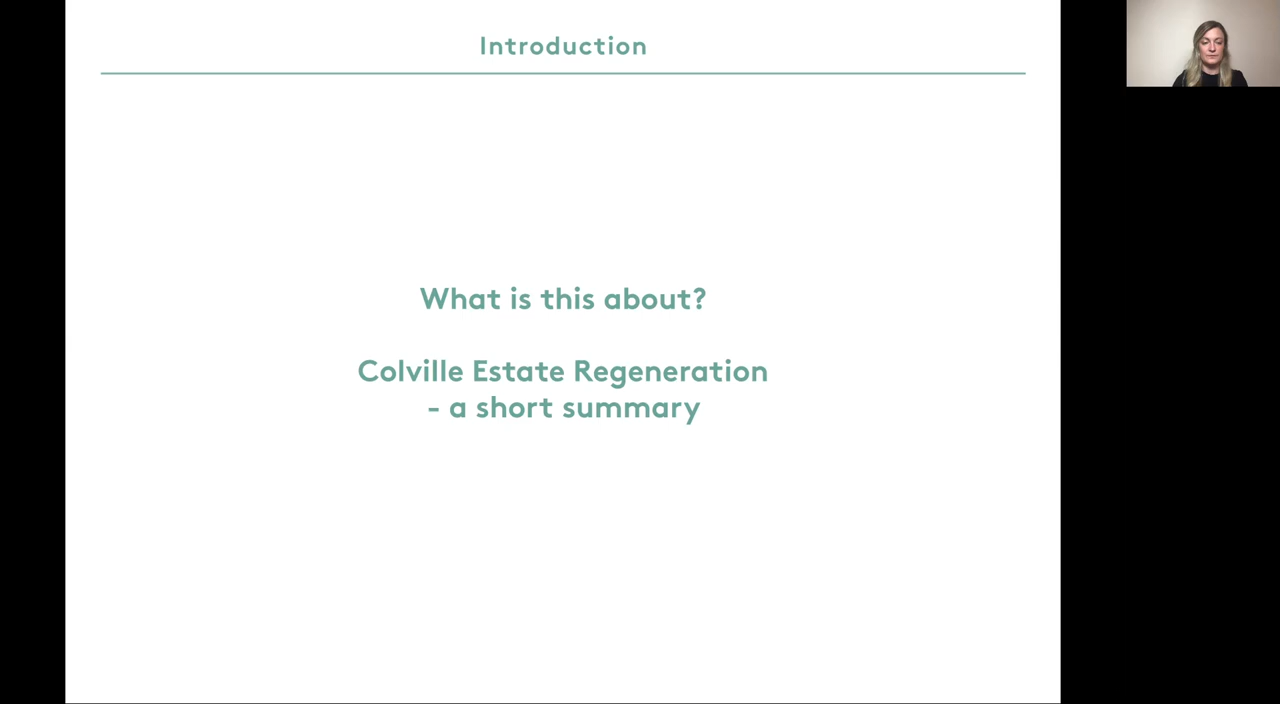 Introduction
What is this about?
Colville Estate Regeneration
- a short summary